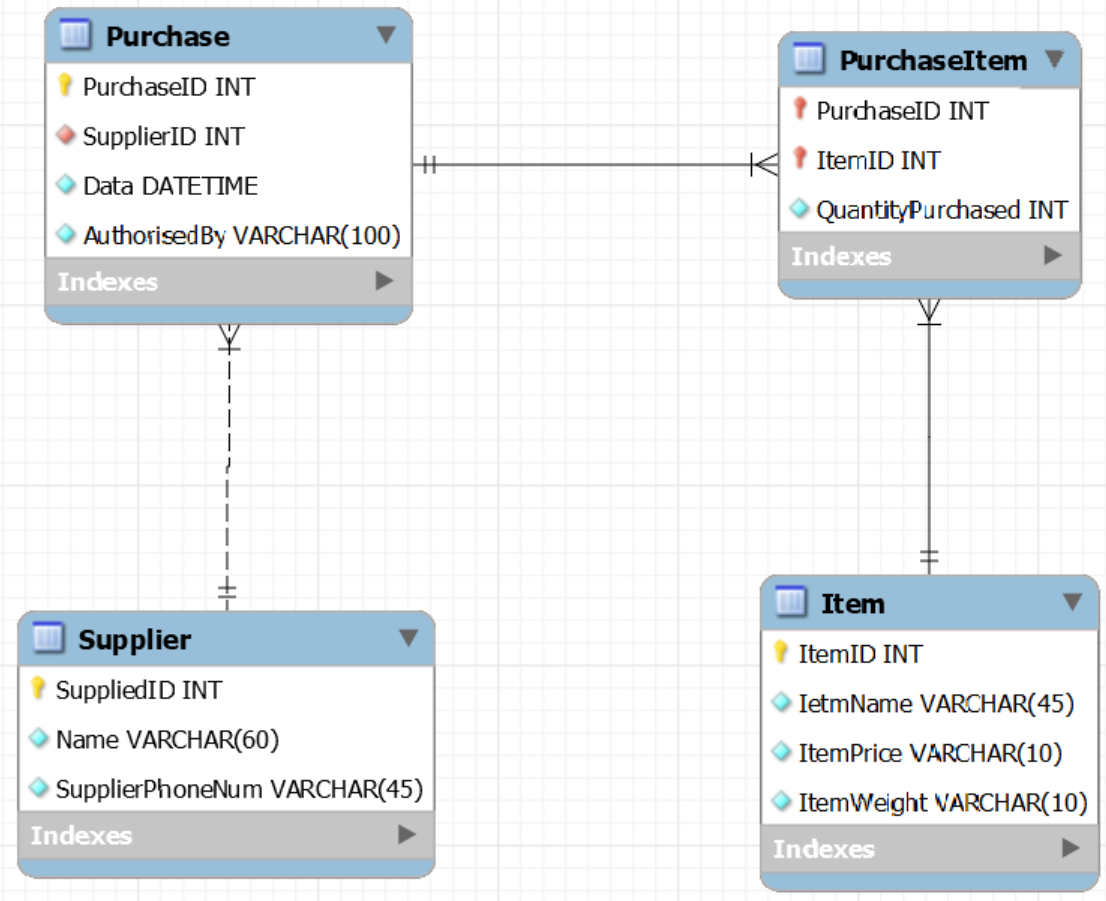 Purchase
PurchaseID INT
SupplierID INT
Data DATETIME
AuthorisedBy VARCHAR(100)
Indexes
PurchaseItem
PurchaseID INT
ItemID INT
QuantityPurchased INT
Indexes
Supplier
SuppliedID INT
Name VARCHAR(60)
SupplierPhoneNum VARCHAR(45)
Indexes
Item
ItemID INT
IetmName VARCHAR(45)
ItemPrice VARCHAR(10)
ItemWeight VARCHAR(10)
Indexes